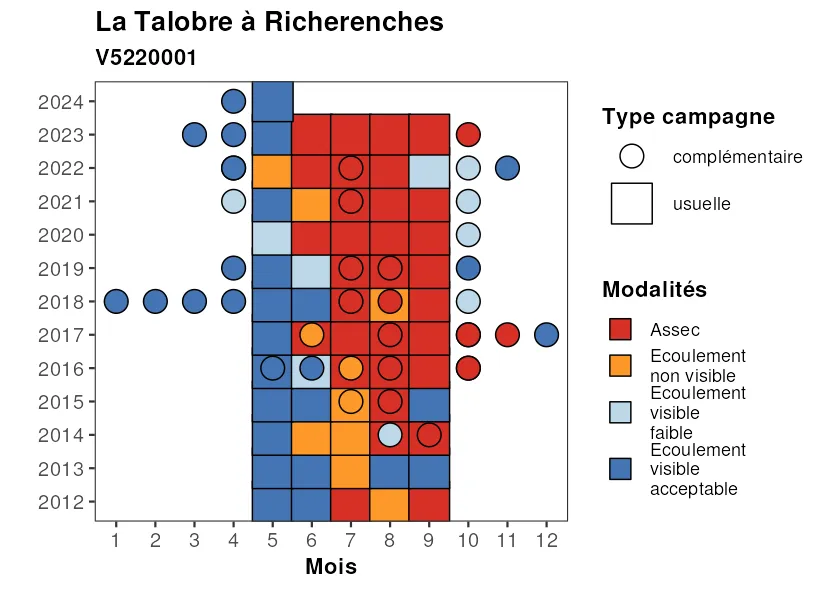 La Talobre à Richerenches
V5220001
2024
2023
2022
2021
2020
2019
2018
2017
2016
2015
2014
2013
2012
1 2 3 4 5 6 7 8 9 10 11 12
Mois
Type campagne
complémentaire
usuelle
Modalités
Assec
Ecoulement
non visible
Ecoulement
visible
faible
Ecoulement
visible
acceptable